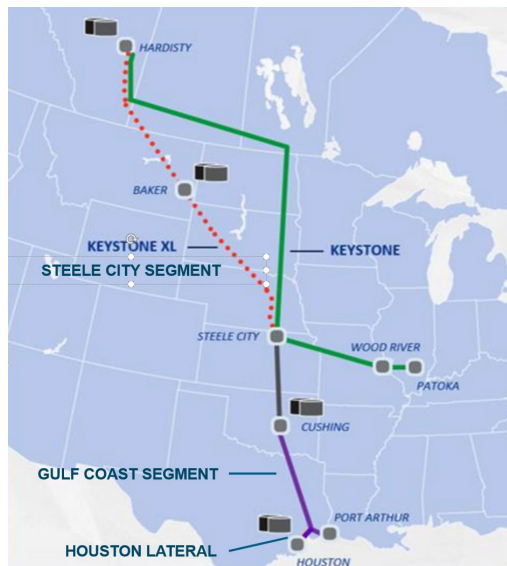 HARDISTY
BAKER
KEYSTONE XL
KEYSTONE
STEELE CITY SEGMENT
STEELE CITY
WOOD RIVER
PATOKA
CUSHING
GULF COAST SEGMENT
PORT ARTHUR
HOUSTON LATERAL
HOUSTON